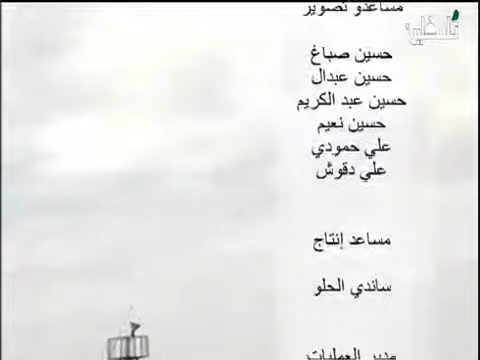 مساعدو تصوير
فلسطين
حسين صباغ
حسين عبدال
حسين عبد الكريم
حسين نعيم
علي حمودي
علي دقوش
مساعد إنتاج
ساندي الحلو
مدير العمليات